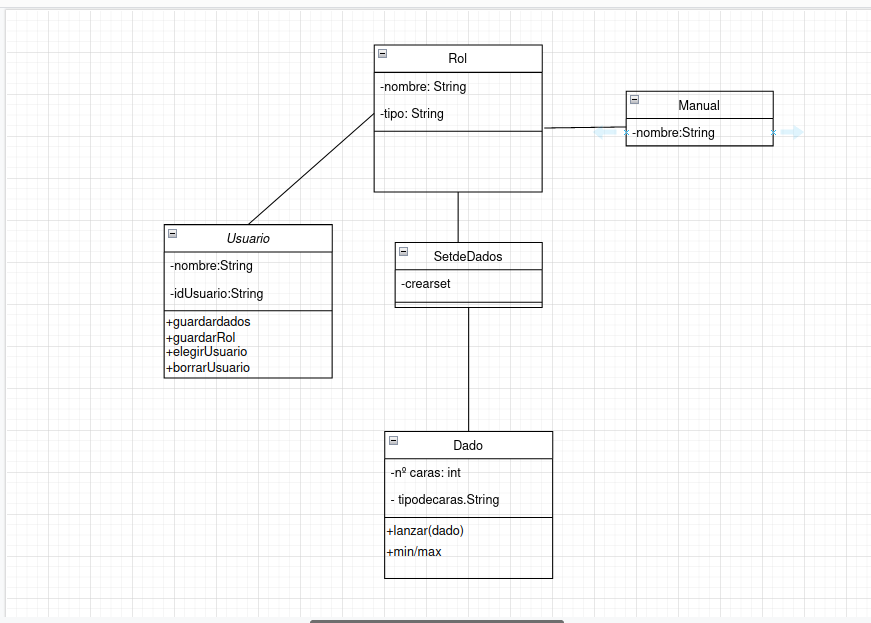 Rol
-nombre: String
-tipo: String
Manual
-nombre:String
Usuario
-nombre:String
-idUsuario:String
+guardardados
+guardarRol
+elegirUsuario
+borrarUsuario
SetdeDados
-crearset
Dado
-nº caras: int
- tipodecaras.String
+lanzar(dado)
+min/max